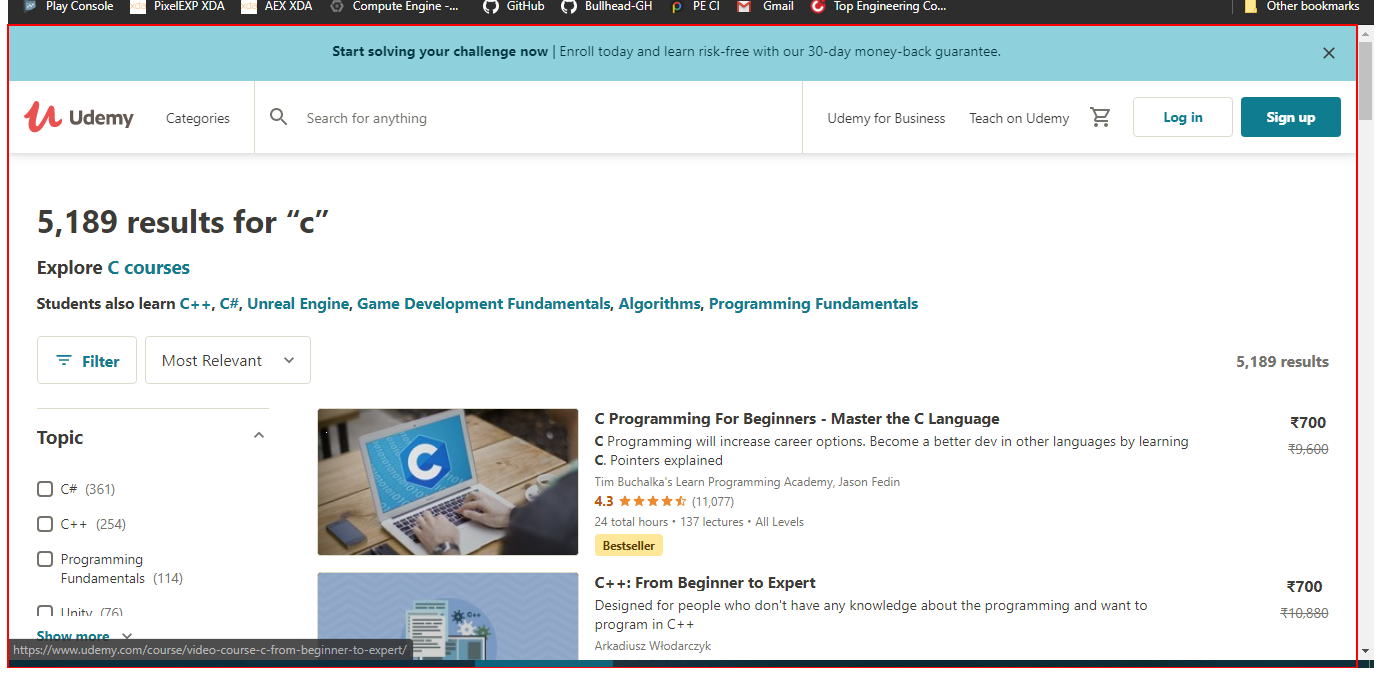 Play Console PixelEXP XDA AEX XDA Compute Engine -... GitHub Bullhead-GH PE CI Gmail Top Engineering Co... Other bookmarks
Start solving your challenge now | Enroll today and learn risk-free with our 30-day money-back guarantee.
Udemy Categories Search for anything Udemy for Business Teach on Udemy Log in Sign up
5,189 results for “c”
Explore C courses
Students also learn C++, C#, Unreal Engine, Game Development Fundamentals, Algorithms, Programming Fundamentals
Filter Most Relevant 5,189 results
Topic
C# (361)
C++ (254)
Programming
Fundamentals (114)
Unity (76)
Show more
C Programming For Beginners - Master the C Language
₹700
C Programming will increase career options. Become a better dev in other languages by learning
₹9,600
C. Pointers explained
Tim Buchalka's Learn Programming Academy, Jason Fedin
4.3 (11,077)
24 total hours • 137 lectures • All Levels
Bestseller
C++: From Beginner to Expert
₹700
Designed for people who don't have any knowledge about the programming and want to
₹10,880
program in C++
Arkadiusz Włodarczyk
https://www.udemy.com/course/video-course-c-from-beginner-to-expert/